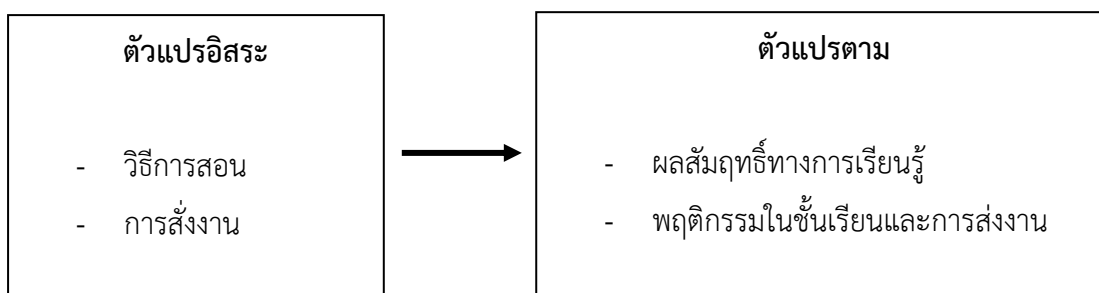 ตัวแปรอิสระ
- วิธีการสอน
- การสั่งงาน
ตัวแปรตาม
- ผลสัมฤทธิ์ทางการเรียนรู้
- พฤติกรรมในชั้นเรียนและการส่งงาน